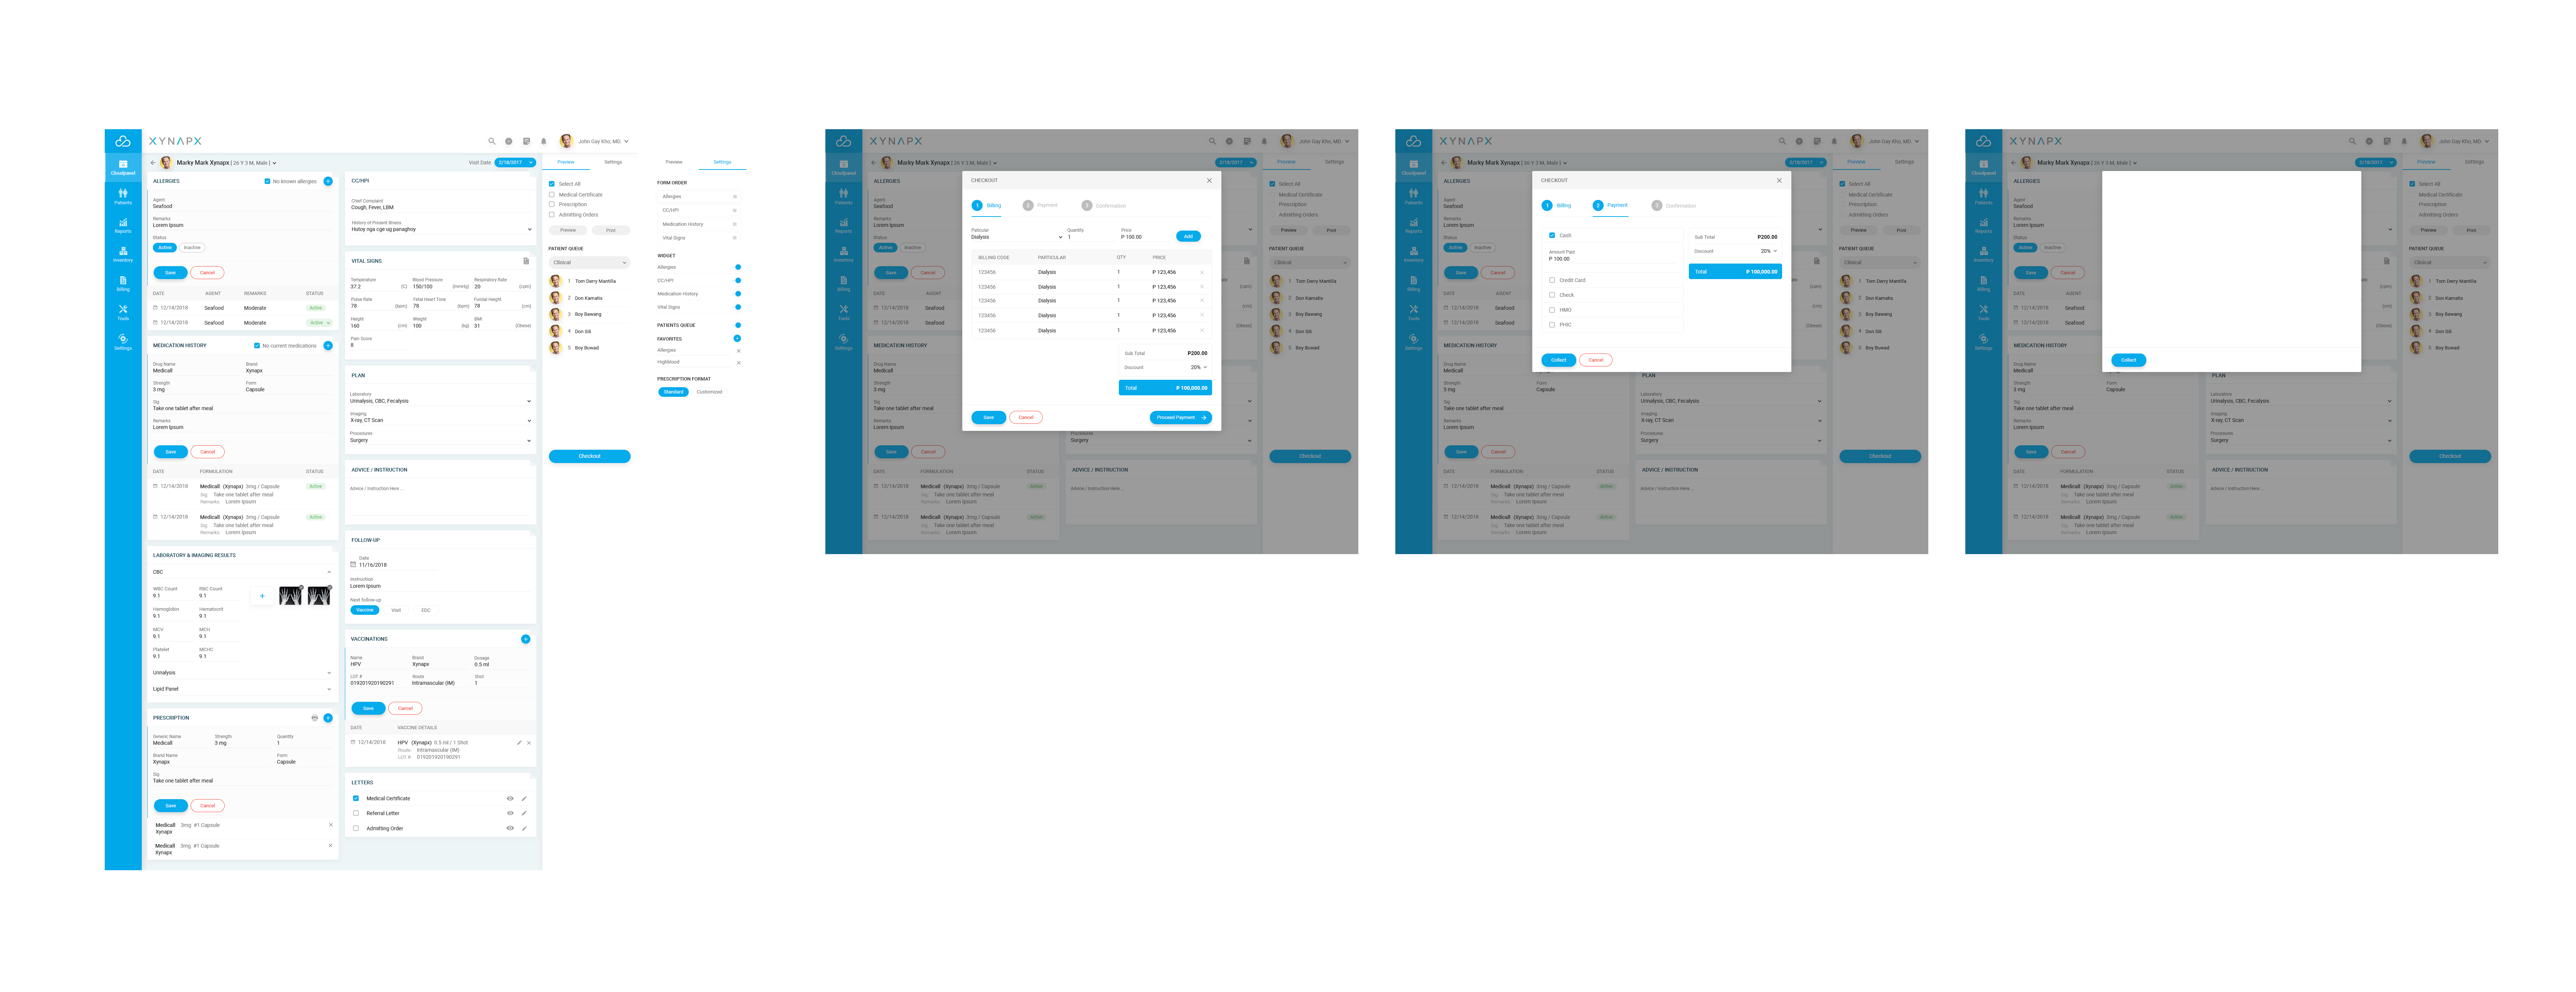 XYNAPX
John Gay Kho, MD.
Cloudpanel
Patients
Reports
Inventory
Billing
Tools
Settings
Marky Mark Xynapx [ 26 Y 3 M, Male ]
Visit Date 2/18/2017
ALLERGIES
No known allergies
Agent
Seafood
Remarks
Lorem Ipsum
Status
Active Inactive
Save Cancel
DATE AGENT REMARKS STATUS
12/14/2018 Seafood Moderate Active
12/14/2018 Seafood Moderate Active
MEDICATION HISTORY
No current medications
Drug Name Brand
Medicall Xynapx
Strength Form
3 mg Capsule
Sig
Take one tablet after meal
Remarks
Lorem Ipsum
Save Cancel
DATE FORMULATION STATUS
12/14/2018 Medicall (Xynapx) 3mg / Capsule Active
Sig: Take one tablet after meal
Remarks: Lorem Ipsum
12/14/2018 Medicall (Xynapx) 3mg / Capsule Active
Sig: Take one tablet after meal
Remarks: Lorem Ipsum
LABORATORY & IMAGING RESULTS
CBC
WBC Count RBC Count
9.1 9.1
Hemoglobin Hematocrit
9.1 9.1
MCV MCH
9.1 9.1
Platelet MCHC
9.1 9.1
Urinalysis
Lipid Panel
PRESCRIPTION
Generic Name Strength Quantity
Medicall 3 mg 1
Brand Name Form
Xynapx Capsule
Sig
Take one tablet after meal
Save Cancel
Medicall 3mg #1 Capsule
Xynapx
Medicall 3mg #1 Capsule
Xynapx
CC/HPI
Chief Complaint
Cough, Fever, LBM
History of Present Illness
Hutoy nga cge ug panaghoy
VITAL SIGNS
Temperature Blood Pressure Respiratory Rate
37.2 (C) 150/100 (mmHg) 20 (cpm)
Pulse Rate Fetal Heart Tone Fundal Height
78 (bpm) 78 (bpm) 78 (cm)
Height Weight BMI
160 (cm) 100 (kg) 31 (Obese)
Pain Score
8
PLAN
Laboratory
Urinalysis, CBC, Fecalysis
Imaging
X-ray, CT Scan
Procedures
Surgery
ADVICE / INSTRUCTION
Advice / Instruction Here ...
FOLLOW-UP
Date
11/16/2018
Instruction
Lorem Ipsum
Next follow-up
Vaccine Visit EDC
VACCINATIONS
Name Brand Dosage
HPV Xynapx 0.5 ml
LOT # Route Shot
019201920190291 Intramascular (IM) 1
Save Cancel
DATE VACCINE DETAILS
12/14/2018 HPV (Xynapx) 0.5 ml / 1 Shot
Route: Intramascular (IM)
LOT # 019201920190291
LETTERS
Medical Certificate
Referral Letter
Admitting Order
Preview Settings
Select All
Medical Certificate
Prescription
Admitting Orders
Preview Print
PATIENT QUEUE
Clinical
1 Tom Derry Mantilla
2 Don Kamatis
3 Boy Bawang
4 Don Sili
5 Boy Buwad
Checkout
Preview Settings
FORM ORDER
Allergies
CC/HPI
Medication History
Vital Signs
WIDGET
Allergies
CC/HPI
Medication History
Vital Signs
PATIENTS QUEUE
FAVORITES
Allergies
Highblood
PRESCRIPTION FORMAT
Standard Customized
CHECKOUT
1 Billing 2 Payment 3 Confirmation
Paticular Quantity Price
Dialysis 1 P 100.00 Add
BILLING CODE PARTICULAR QTY PRICE
123456 Dialysis 1 P 123,456
123456 Dialysis 1 P 123,456
123456 Dialysis 1 P 123,456
123456 Dialysis 1 P 123,456
123456 Dialysis 1 P 123,456
Sub Total P200.00
Discount 20%
Total P 100,000.00
Save Cancel Proceed Payment
CHECKOUT
1 Billing 2 Payment 3 Confirmation
Cash
Amount Paid
P 100.00
Credit Card
Check
HMO
PHIC
Sub Total P200.00
Discount 20%
Total P 100,000.00
Collect Cancel
Collect